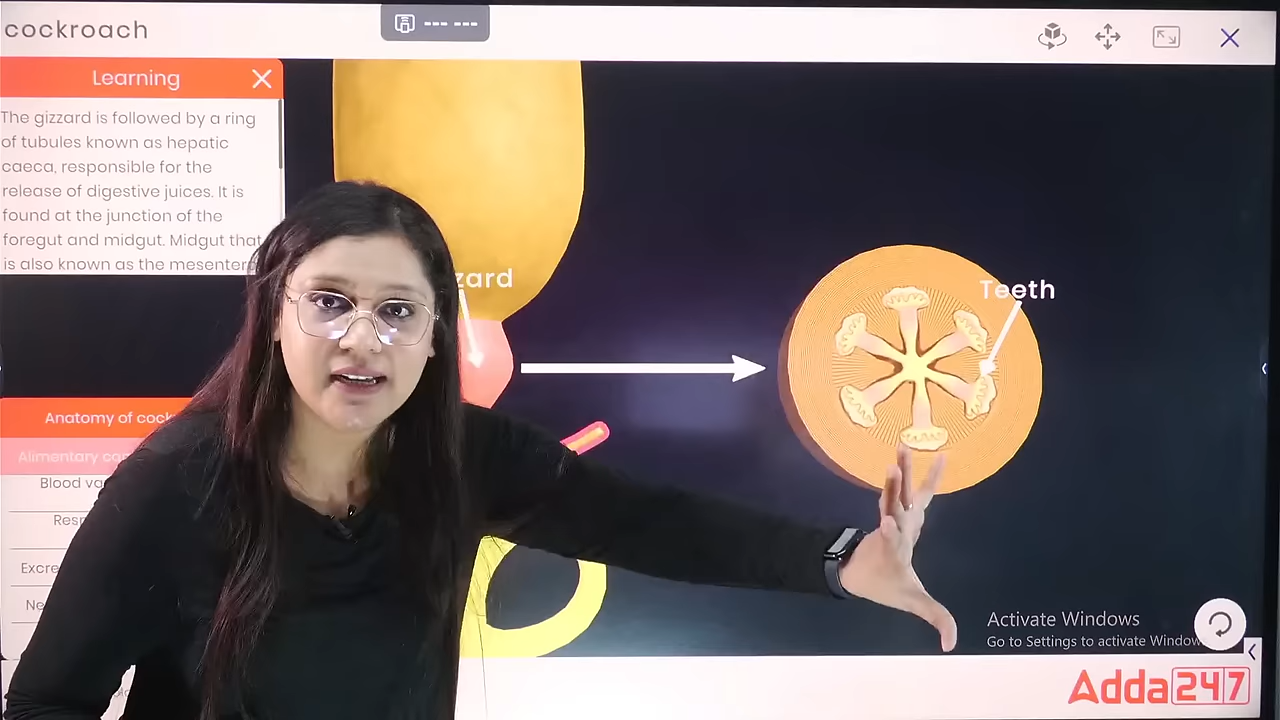 cockroach
Learning
The gizzard is followed by a ring
of tubules known as hepatic
caeca, responsible for the
release of digestive juices. It is
found at the junction of the
foregut and midgut. Midgut that
is also known as the mesenter
zard
Teeth
Anatomy of cock
Alimentary ca
Blood va
Resp
Excre
Ne
Activate Windows
Go to Settings to activate Window
Adda247